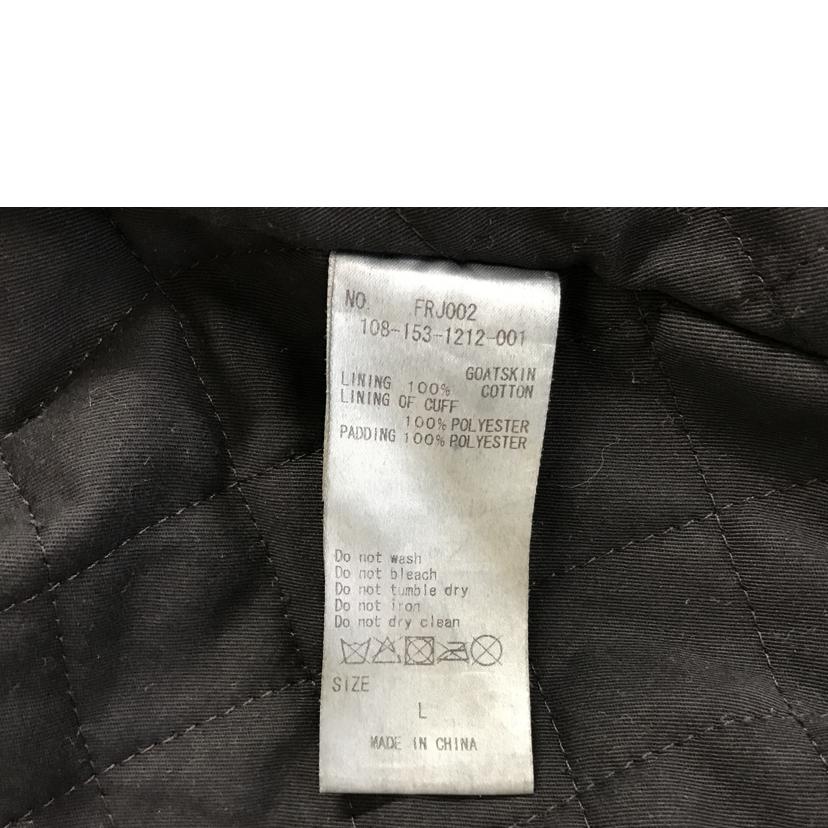 NO. FRJ002
108-153-1212-001
GOATSKIN
LINING 100% COTTON
LINING OF CUFF
100% POLYESTER
PADDING 100% POLYESTER
Do not wash
Do not bleach
Do not tumble dry
Do not iron
Do not dry clean
SIZE
L
MADE IN CHINA